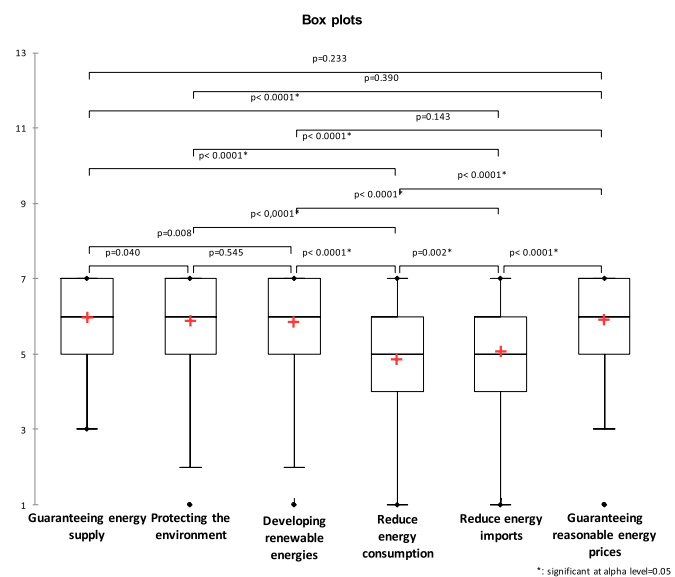 Box plots
13
p=0.233
p=0.390
p< 0.0001*
11
p=0.143
p< 0.0001*
p< 0.0001*
p< 0.0001*
9
p< 0.0001*
p< 0,0001*
p=0.008
p=0.040 p=0.545 p< 0.0001* p=0.002* p< 0.0001*
7
5
3
1
Guaranteeing energy
supply
Protecting the
environment
Developing
renewable
energies
Reduce
energy
consumption
Reduce energy
imports
Guaranteeing
reasonable energy
prices
*: significant at alpha level=0.05